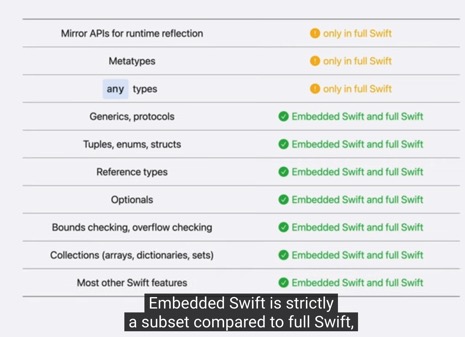 Mirror APIs for runtime reflection only in full Swift
Metatypes only in full Swift
any types only in full Swift
Generics, protocols Embedded Swift and full Swift
Tuples, enums, structs Embedded Swift and full Swift
Reference types Embedded Swift and full Swift
Optionals Embedded Swift and full Swift
Bounds checking, overflow checking Embedded Swift and full Swift
Collections (arrays, dictionaries, sets) Embedded Swift and full Swift
Most other Swift features Embedded Swift and full Swift
Embedded Swift is strictly
a subset compared to full Swift,